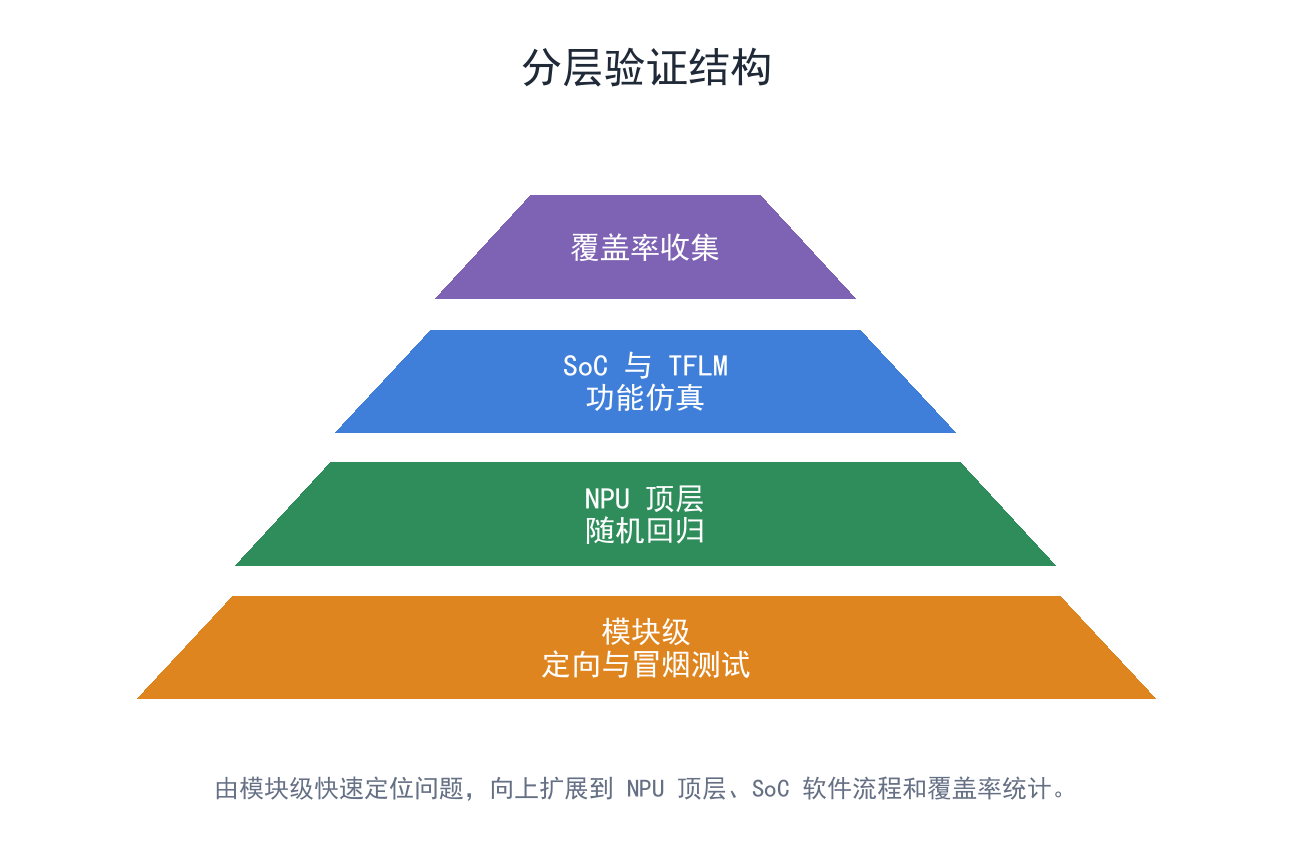 分层验证结构
覆盖率收集
SoC 与 TFLM
功能仿真
NPU 顶层
随机回归
模块级
定向与冒烟测试
由模块级快速定位问题，向上扩展到 NPU 顶层、SoC 软件流程和覆盖率统计。